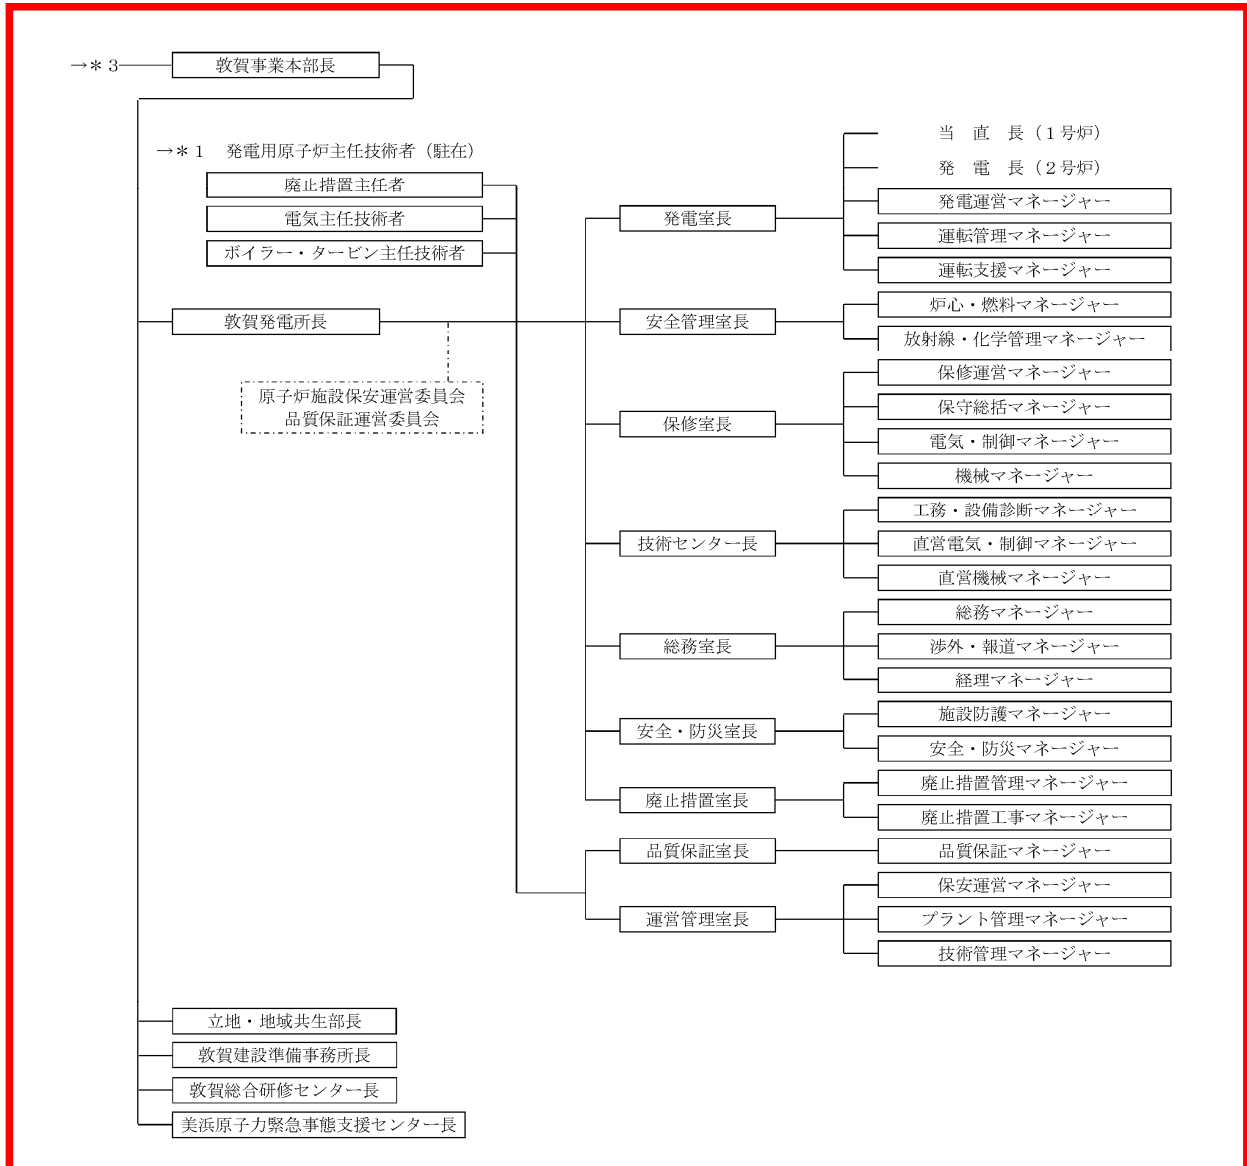 →＊3 敦賀事業本部長
→＊1 発電用原子炉主任技術者（駐在）
廃止措置主任者
電気主任技術者
ボイラー・タービン主任技術者
敦賀発電所長
原子炉施設保安運営委員会
品質保証運営委員会
発電室長
当　直　長（1号炉）
発　電　長（2号炉）
発電運営マネージャー
運転管理マネージャー
運転支援マネージャー
安全管理室長
炉心・燃料マネージャー
放射線・化学管理マネージャー
保修室長
保修運営マネージャー
保守総括マネージャー
電気・制御マネージャー
機械マネージャー
技術センター長
工務・設備診断マネージャー
直営電気・制御マネージャー
直営機械マネージャー
総務室長
総務マネージャー
渉外・報道マネージャー
経理マネージャー
安全・防災室長
施設防護マネージャー
安全・防災マネージャー
廃止措置室長
廃止措置管理マネージャー
廃止措置工事マネージャー
品質保証室長
品質保証マネージャー
運営管理室長
保安運営マネージャー
プラント管理マネージャー
技術管理マネージャー
立地・地域共生部長
敦賀建設準備事務所長
敦賀総合研修センター長
美浜原子力緊急事態支援センター長